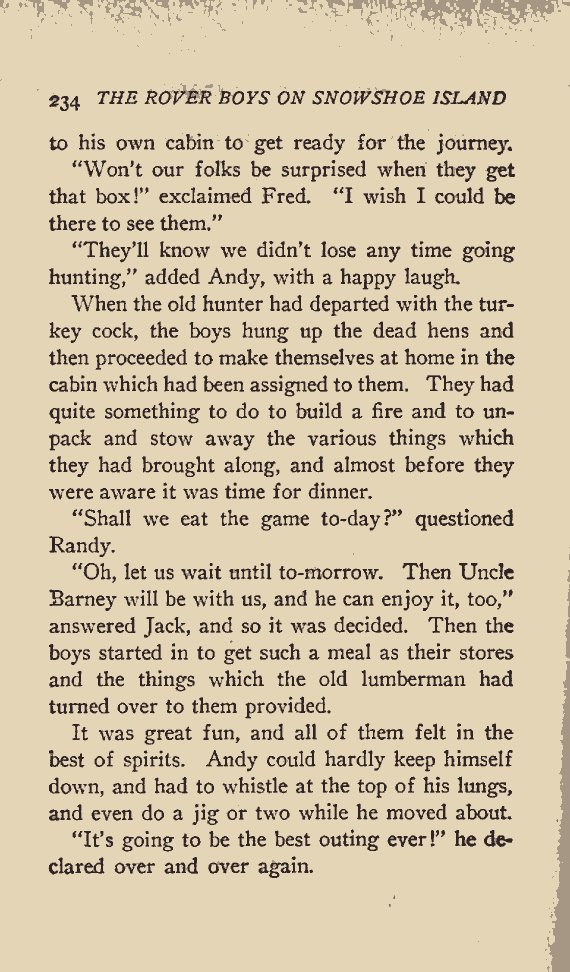 234 THE ROVER BOYS ON SNOWSHOE ISLAND
to his own cabin to get ready for the journey.
"Won't our folks be surprised when they get
that box!" exclaimed Fred. "I wish I could be
there to see them."
"They'll know we didn't lose any time going
hunting," added Andy, with a happy laugh.
When the old hunter had departed with the tur-
key cock, the boys hung up the dead hens and
then proceeded to make themselves at home in the
cabin which had been assigned to them. They had
quite something to do to build a fire and to un-
pack and stow away the various things which
they had brought along, and almost before they
were aware it was time for dinner.
"Shall we eat the game to-day?" questioned
Randy.
"Oh, let us wait until to-morrow. Then Uncle
Barney will be with us, and he can enjoy it, too,"
answered Jack, and so it was decided. Then the
boys started in to get such a meal as their stores
and the things which the old lumberman had
turned over to them provided.
It was great fun, and all of them felt in the
best of spirits. Andy could hardly keep himself
down, and had to whistle at the top of his lungs,
and even do a jig or two while he moved about.
"It's going to be the best outing ever!" he de-
clared over and over again.